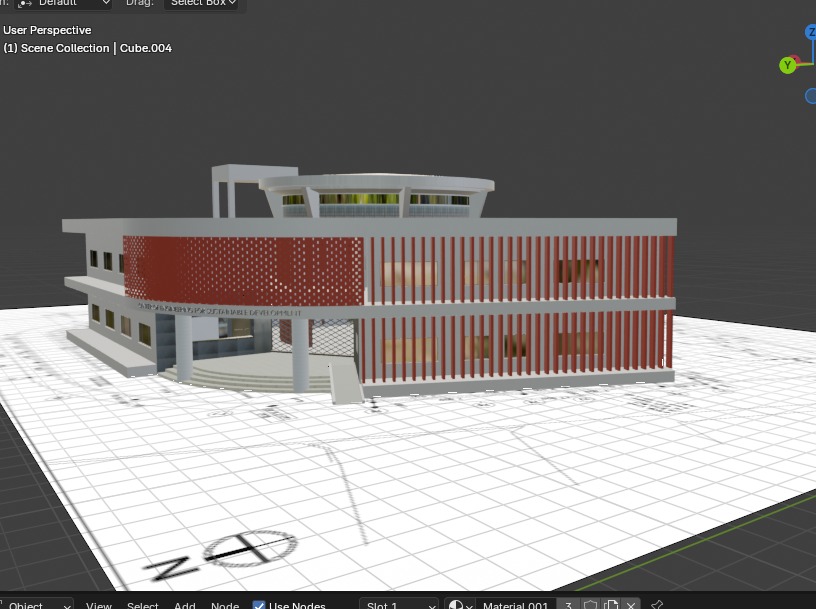 Default
Drag:
Select Box
User Perspective
(1) Scene Collection | Cube.004
Z
Y
FOR SUSTAINABLE DEVELOPMENT
N
Object
View
Select
Add
Node
Use Nodes
Slot 1
Material.001
3